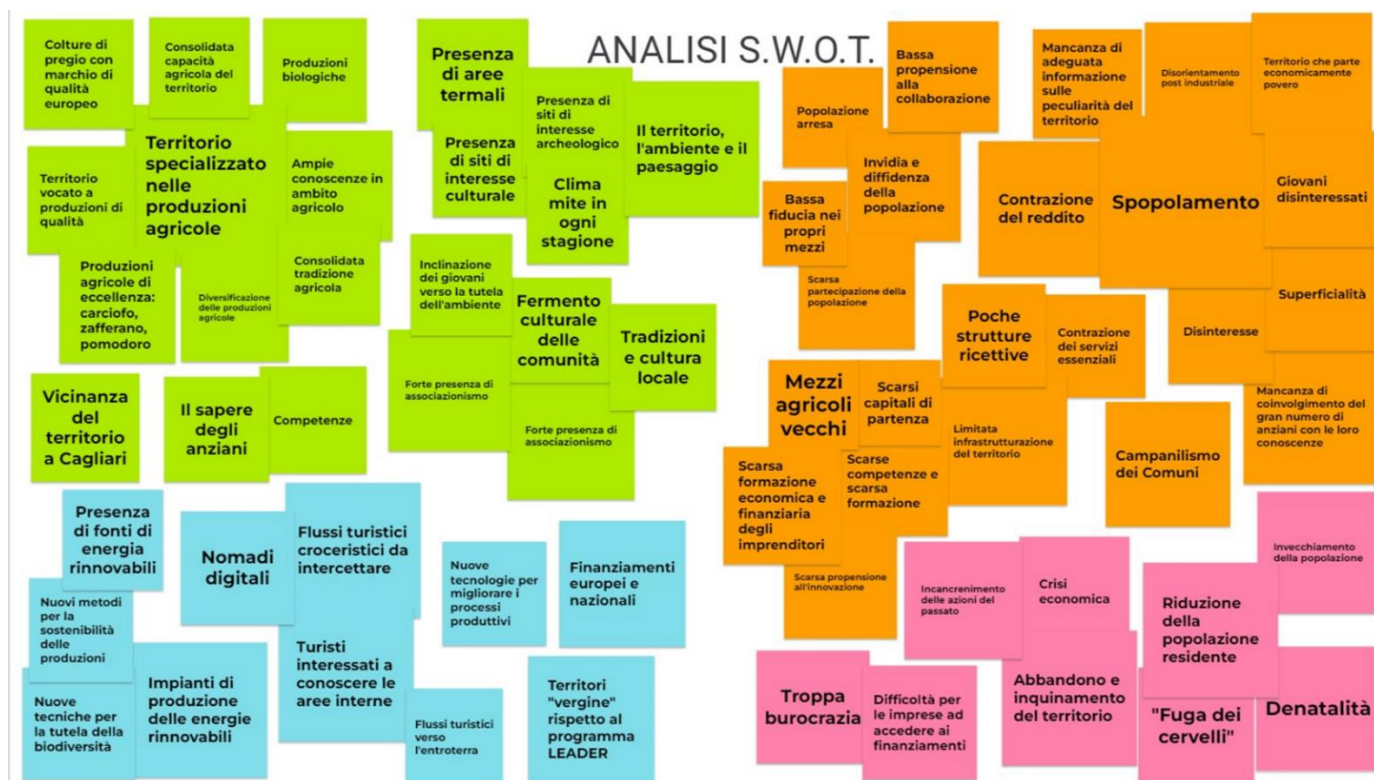 ANALISI S.W.O.T.
Colture di
pregio con
marchio di
qualità
europeo
Consolidata
capacità
agricola del
territorio
Produzioni
biologiche
Territorio
specializzato
nelle
produzioni
agricole
Territorio
vocato a
produzioni di
qualità
Ampie
conoscenze in
ambito
agricolo
Produzioni
agricole di
eccellenza:
carciofo,
zafferano,
pomodoro
Diversificazione
delle produzioni
agricole
Consolidata
tradizione
agricola
Vicinanza
del
territorio
a Cagliari
Il sapere
degli
anziani
Competenze
Presenza
di aree
termali
Presenza di
siti di
interesse
archeologico
Il territorio,
l'ambiente e il
paesaggio
Presenza
di siti di
interesse
culturale
Clima
mite in
ogni
stagione
Inclinazione
dei giovani
verso la tutela
dell'ambiente
Fermento
culturale
delle
comunità
Tradizioni
e cultura
locale
Forte presenza di
associazionismo
Forte presenza di
associazionismo
Bassa
propensione
alla
collaborazione
Popolazione
arresa
Invidia e
diffidenza
della
popolazione
Bassa
fiducia nei
propri
mezzi
Scarsa
partecipazione della
popolazione
Mancanza di
adeguata
informazione
sulle
peculiarità del
territorio
Disorientamento
post industriale
Territorio che parte
economicamente
povero
Contrazione
del reddito
Spopolamento
Giovani
disinteressati
Superficialità
Disinteresse
Poche
strutture
ricettive
Contrazione
dei servizi
essenziali
Mezzi
agricoli
vecchi
Scarsi
capitali di
partenza
Limitata
infrastrutturazione
del territorio
Mancanza di
coinvolgimento del
gran numero di
anziani con le loro
conoscenze
Campanilismo
dei Comuni
Scarsa
formazione
economica e
finanziaria
degli
imprenditori
Scarse
competenze e
scarsa
formazione
Scarsa propensione
all'innovazione
Presenza
di fonti di
energia
rinnovabili
Nomadi
digitali
Flussi turistici
croceristici da
intercettare
Nuove
tecnologie per
migliorare i
processi
produttivi
Finanziamenti
europei e
nazionali
Nuovi metodi
per la
sostenibilità
delle
produzioni
Nuove
tecniche per
la tutela della
biodiversità
Impianti di
produzione
delle energie
rinnovabili
Turisti
interessati a
conoscere le
aree interne
Flussi turistici
verso
l'entroterra
Territori
"vergine"
rispetto al
programma
LEADER
Incancrenimento
delle azioni del
passato
Crisi
economica
Invecchiamento
della popolazione
Riduzione
della
popolazione
residente
Troppa
burocrazia
Difficoltà per
le imprese ad
accedere ai
finanziamenti
Abbandono e
inquinamento
del territorio
"Fuga dei
cervelli"
Denatalità